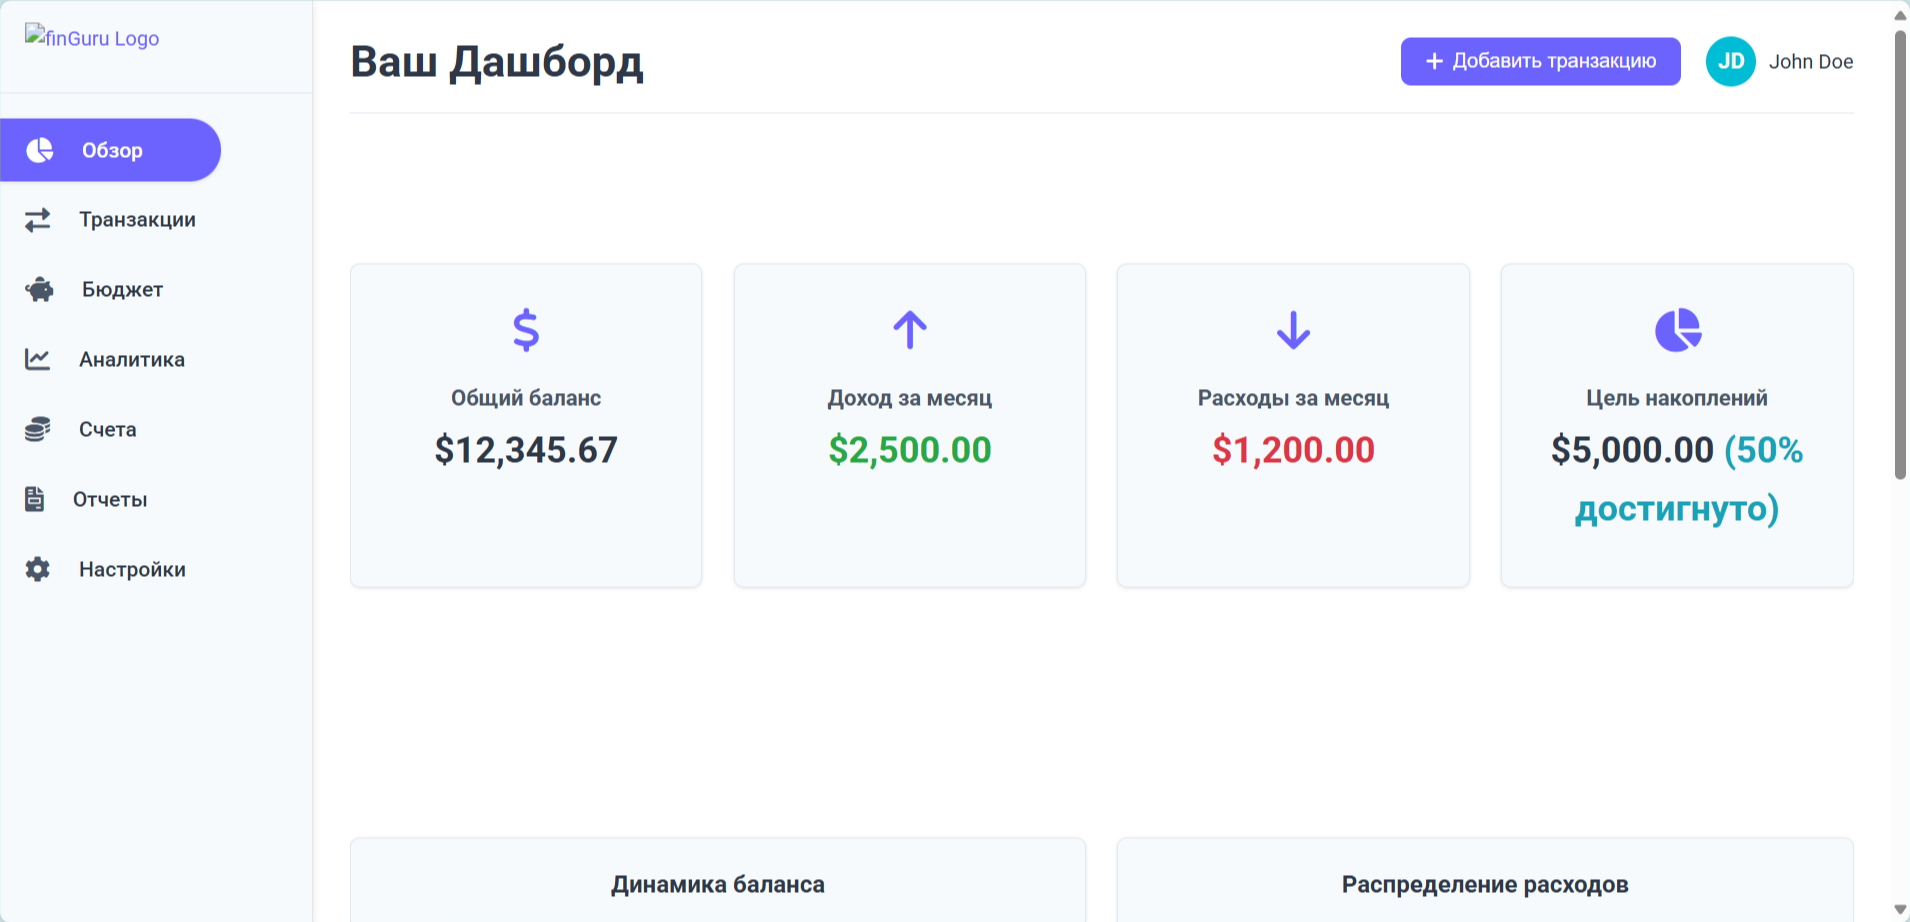 finGuru Logo
Обзор
Транзакции
Бюджет
Аналитика
Счета
Отчеты
Настройки
Ваш Дашборд
+ Добавить транзакцию
JD
John Doe
Общий баланс
$12,345.67
Доход за месяц
$2,500.00
Расходы за месяц
$1,200.00
Цель накоплений
$5,000.00 (50%
достигнуто)
Динамика баланса
Распределение расходов